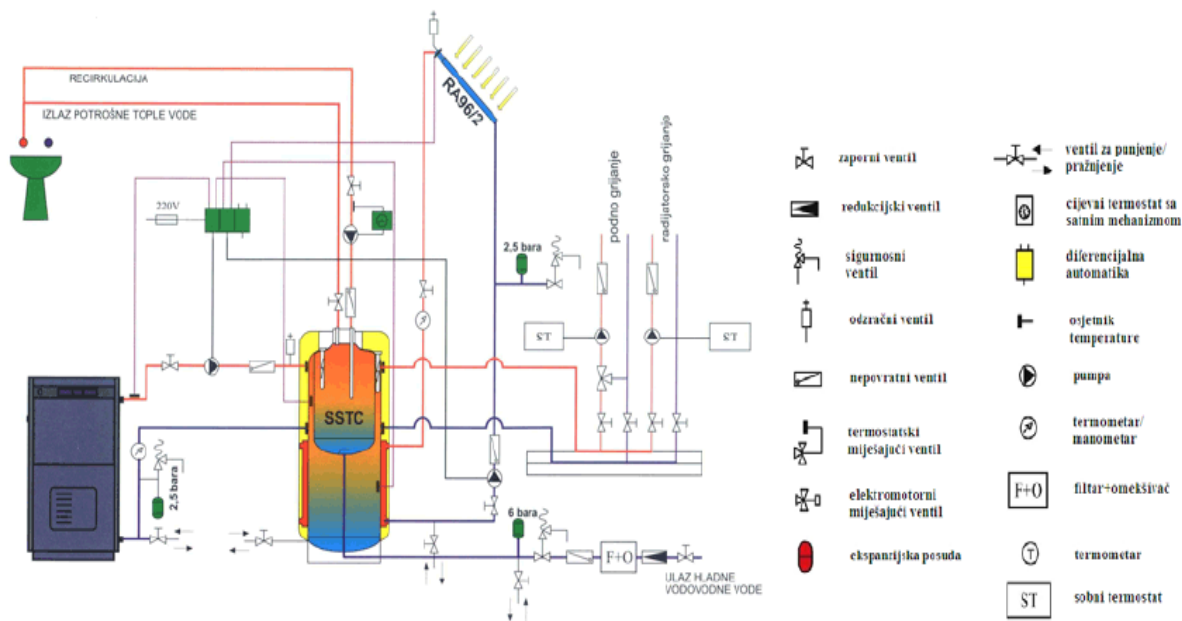 RECIRKULACIJA
IZLAZ POTROŠNE TOPLE VODE
220V
RA96/2
podno grijanje
radijatorsko grijanje
2,5 bara
ST
ST
SSTC
2,5 bara
6 bara
F+O
ULAZ HLADNE
VODOVODNE VODE
zaporni ventil
redukcijski ventil
sigurnosni
ventil
odzračni ventil
nepovratni ventil
termostatski
miješajući ventil
elektromotorni
miješajući ventil
ekspanzijska posuda
ventil za punjenje/
pražnjenje
cijevni termostat sa
satnim mehanizmom
diferencijalna
automatika
osjetnik
temperature
pumpa
termometar/
manometar
F+O
filtar+omekšivač
T
termometar
ST
sobni termostat